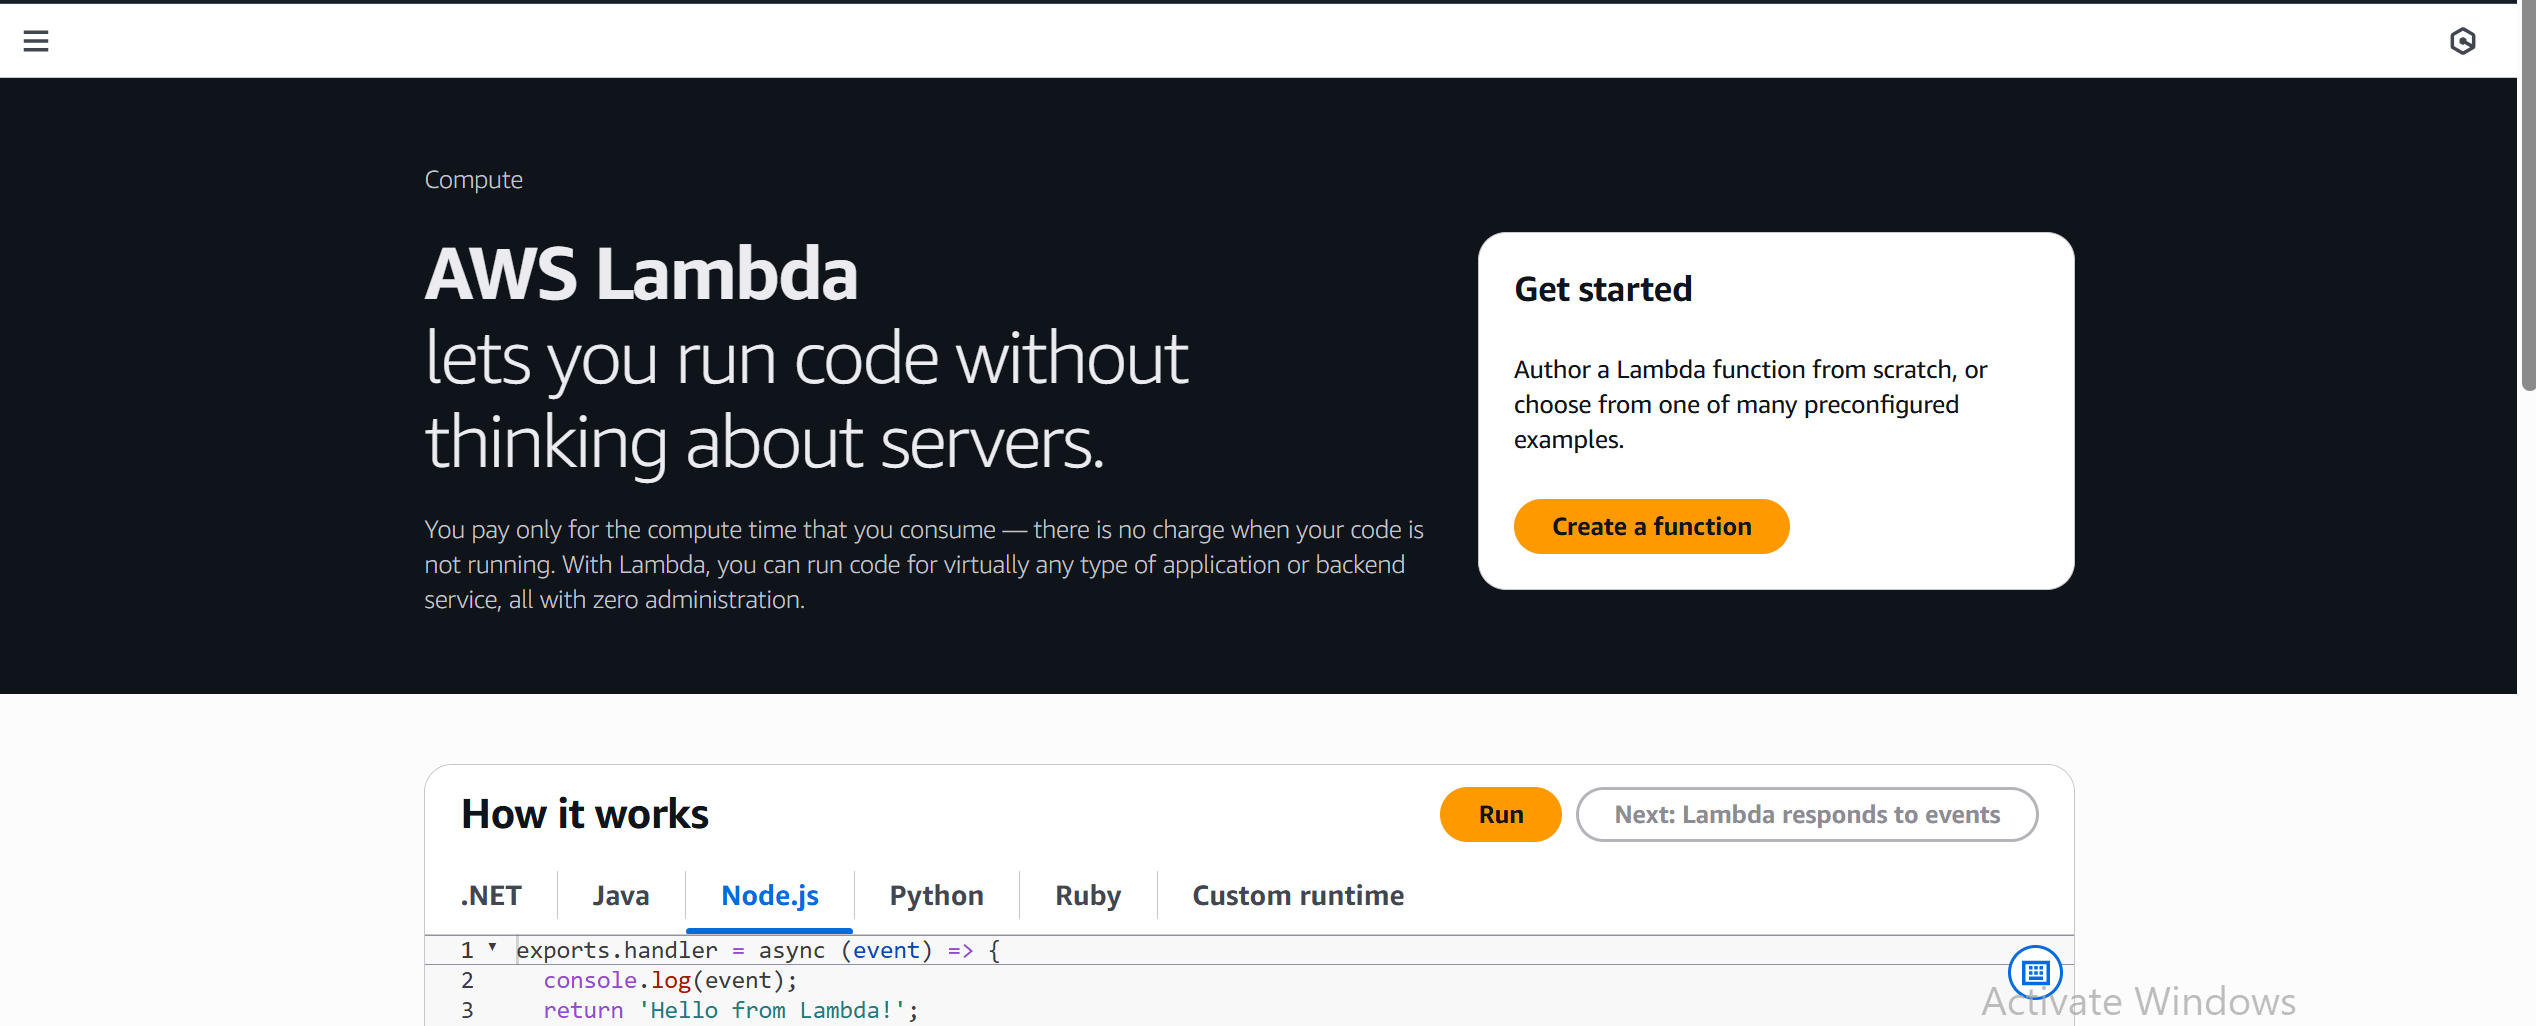 Compute
AWS Lambda
lets you run code without
thinking about servers.
You pay only for the compute time that you consume — there is no charge when your code is
not running. With Lambda, you can run code for virtually any type of application or backend
service, all with zero administration.
Get started
Author a Lambda function from scratch, or
choose from one of many preconfigured
examples.
Create a function
How it works
Run
Next: Lambda responds to events
.NET
Java
Node.js
Python
Ruby
Custom runtime
1 exports.handler = async (event) => {
2 console.log(event);
3 return 'Hello from Lambda!';
Activate Windows